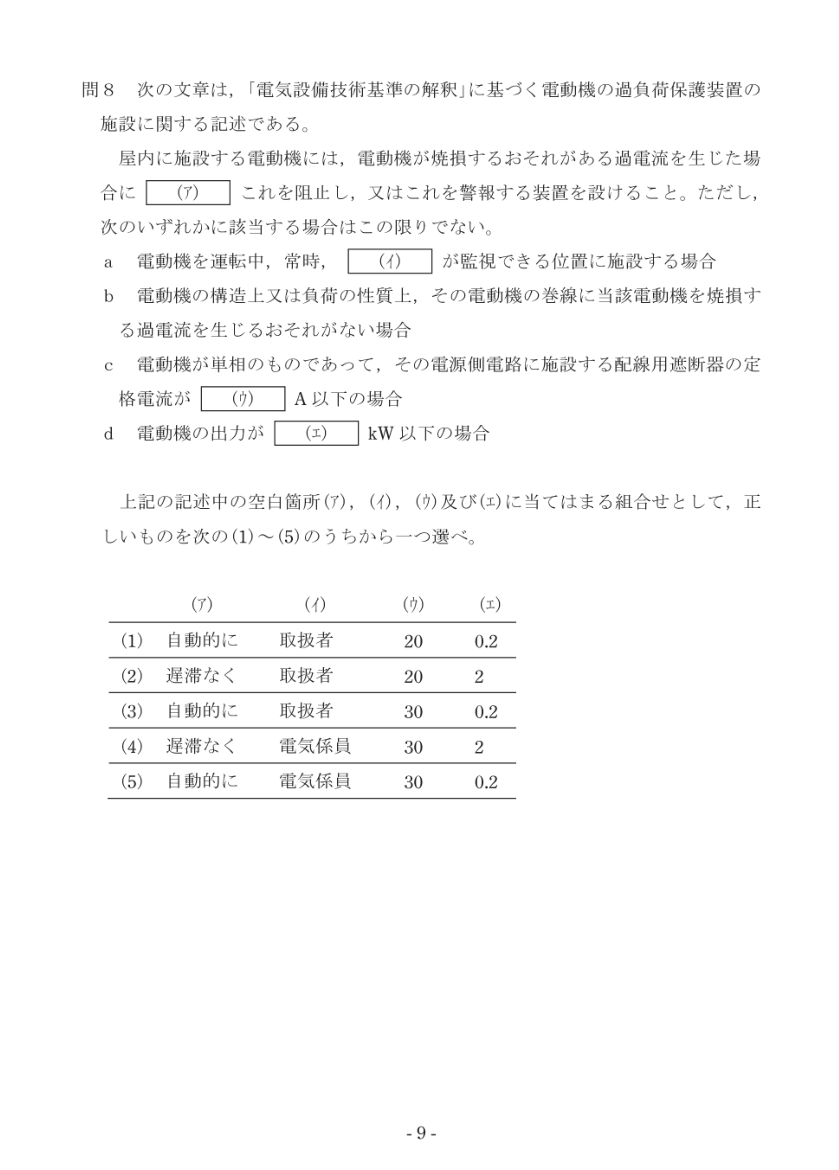 問8 次の文章は，「電気設備技術基準の解釈」に基づく電動機の過負荷保護装置の
施設に関する記述である。
屋内に施設する電動機には，電動機が焼損するおそれがある過電流を生じた場
合に (ア) これを阻止し，又はこれを警報する装置を設けること。ただし，
次のいずれかに該当する場合はこの限りでない。
a 電動機を運転中，常時， (イ) が監視できる位置に施設する場合
b 電動機の構造上又は負荷の性質上，その電動機の巻線に当該電動機を焼損す
る過電流を生じるおそれがない場合
c 電動機が単相のものであって，その電源側電路に施設する配線用遮断器の定
格電流が (ウ) A 以下の場合
d 電動機の出力が (エ) kW 以下の場合
上記の記述中の空白箇所(ア)，(イ)，(ウ)及び(エ)に当てはまる組合せとして，正
しいものを次の(1)～(5)のうちから一つ選べ。
(ア) (イ) (ウ) (エ)
(1) 自動的に 取扱者 20 0.2
(2) 遅滞なく 取扱者 20 2
(3) 自動的に 取扱者 30 0.2
(4) 遅滞なく 電気係員 30 2
(5) 自動的に 電気係員 30 0.2
- 9 -